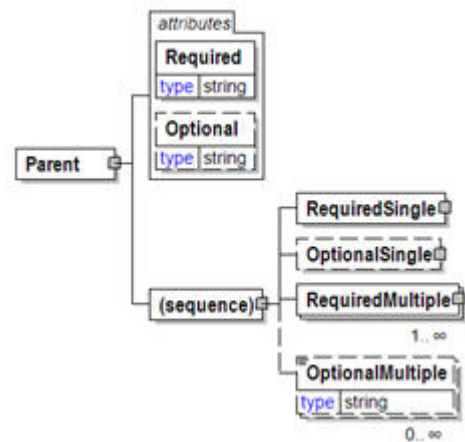 attributes
Required
type string
Optional
type string
Parent
RequiredSingle
OptionalSingle
(sequence)
RequiredMultiple
1.. ∞
OptionalMultiple
type string
0.. ∞